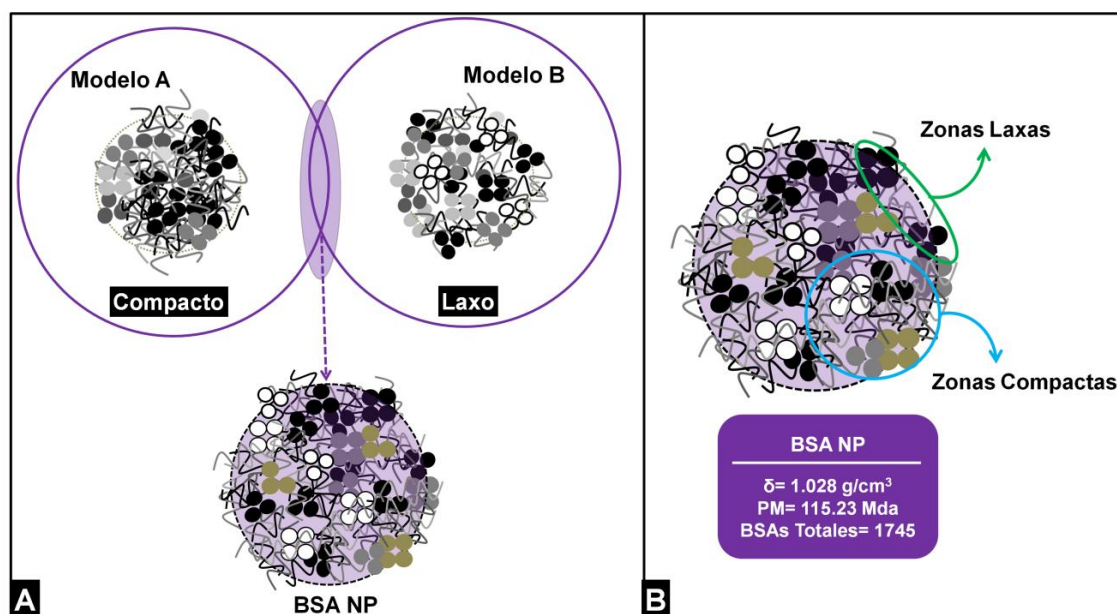 Modelo A
Modelo B
Compacto
Laxo
BSA NP
A
Zonas Laxas
Zonas Compactas
BSA NP
δ= 1.028 g/cm³
PM= 115.23 Mda
BSAs Totales= 1745
B